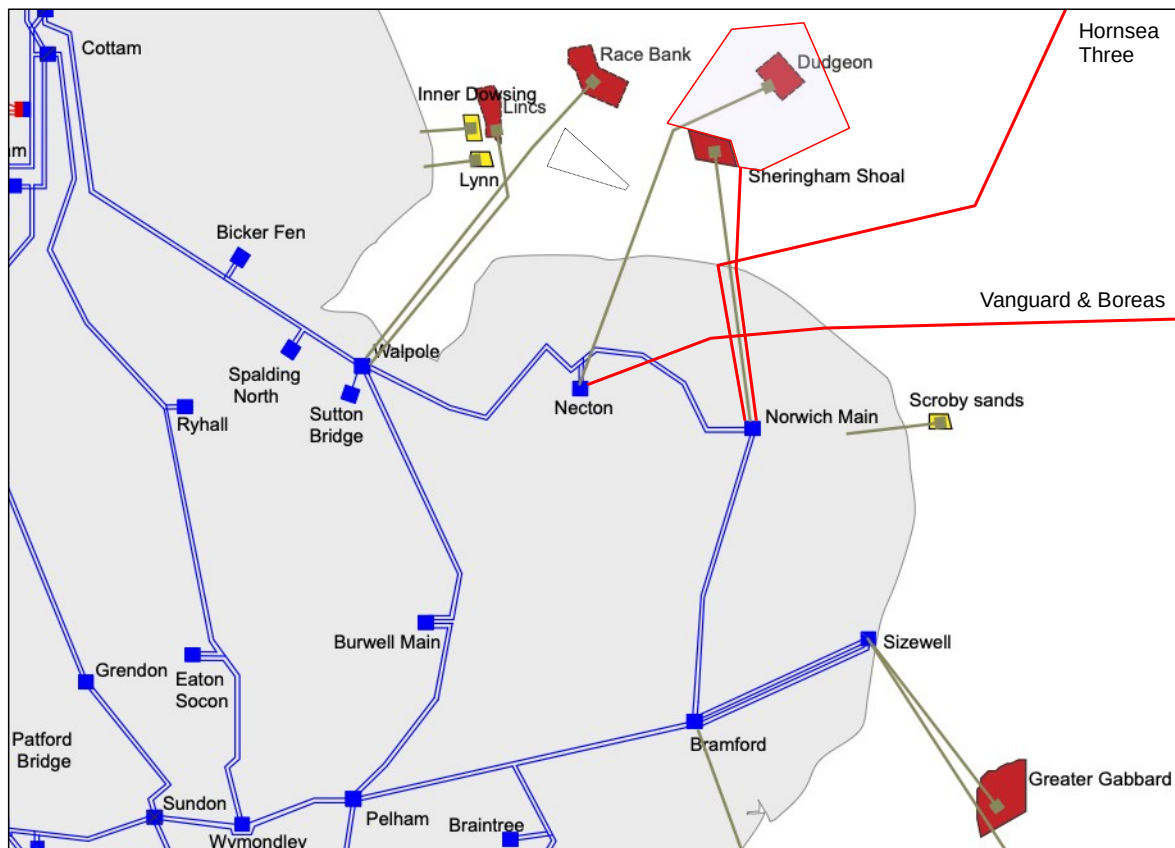 Hornsea
Three
Cottam
Race Bank
Dudgeon
Inner Dowsing
Lincs
Lynn
Sheringham Shoal
Bicker Fen
Vanguard & Boreas
Walpole
Spalding
North
Sutton
Bridge
Necton
Norwich Main
Scroby sands
Ryhall
Burwell Main
Sizewell
Grendon
Eaton
Socon
Patford
Bridge
Bramford
Greater Gabbard
Sundon
Wymondley
Pelham
Braintree